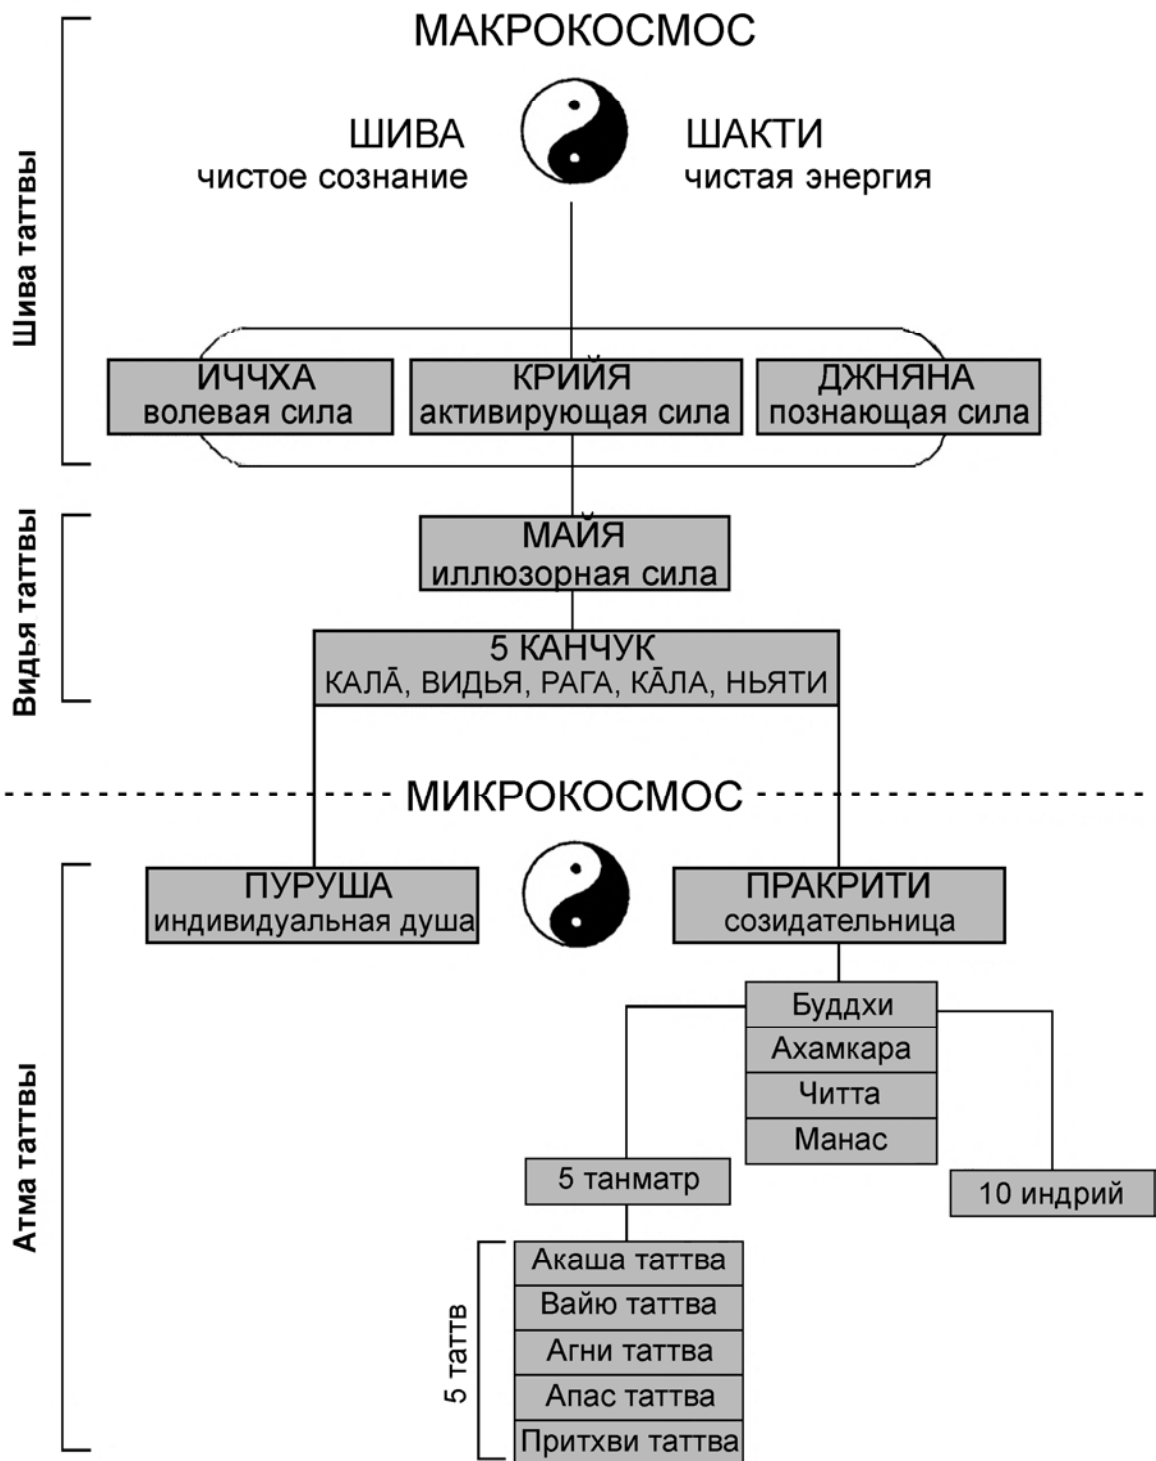 МАКРОКОСМОС
ШИВА
чистое сознание
ШАКТИ
чистая энергия
Шива таттвы
ИЧЧХА
волевая сила
КРИЙЯ
активирующая сила
ДЖНЯНА
познающая сила
Видья таттвы
МАЙЯ
иллюзорная сила
5 КАНЧУК
КАЛĀ, ВИДЬЯ, РАГА, КĀЛА, НЬЯТИ
МИКРОКОСМОС
Атма таттвы
ПУРУША
индивидуальная душа
ПРАКРИТИ
созидательница
Буддхи
Ахамкара
Читта
Манас
5 танматр
10 индрий
5 таттв
Акаша таттва
Вайю таттва
Агни таттва
Апас таттва
Притхви таттва